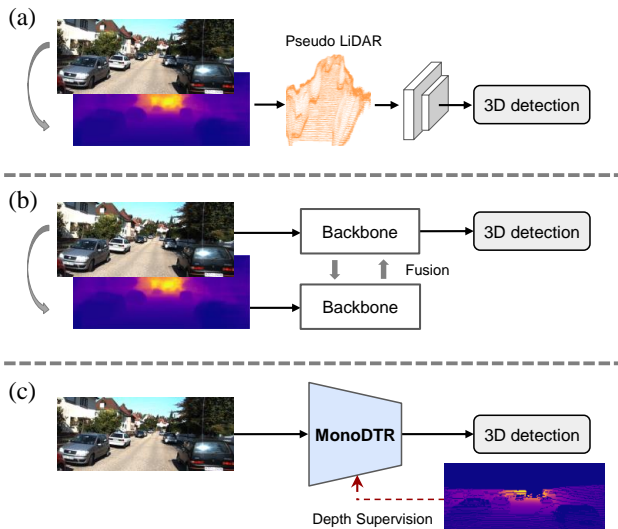 (a)
Pseudo LiDAR
3D detection
(b)
Backbone
3D detection
Fusion
Backbone
(c)
MonoDTR
3D detection
Depth Supervision